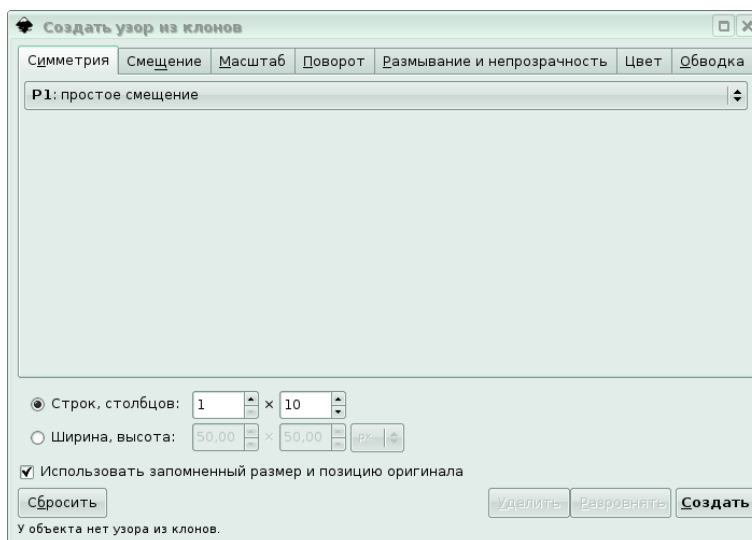 Создать узор из клонов
Симметрия Смещение Масштаб Поворот Размывание и непрозрачность Цвет Обводка
P1: простое смещение
Строк, столбцов: 1 × 10
Ширина, высота: 50,00 × 50,00 px
Использовать запомненный размер и позицию оригинала
Сбросить Удалить Разровнять Создать
У объекта нет узора из клонов.